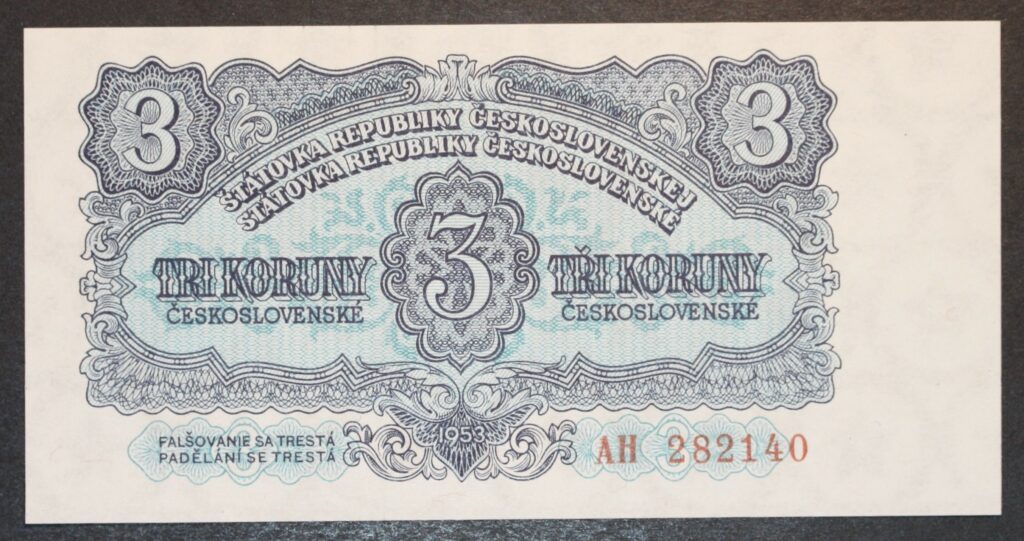 3 3
ŠTÁTOVKA REPUBLIKY ČESKOSLOVENSKEJ
STÁTOVKA REPUBLIKY ČESKOSLOVENSKÉ
3
TRI KORUNY
ČESKOSLOVENSKÉ
TŘI KORUNY
ČESKOSLOVENSKÉ
1953
FALŠOVANIE SA TRESTÁ
PADĚLÁNÍ SE TRESTÁ
AH 282140